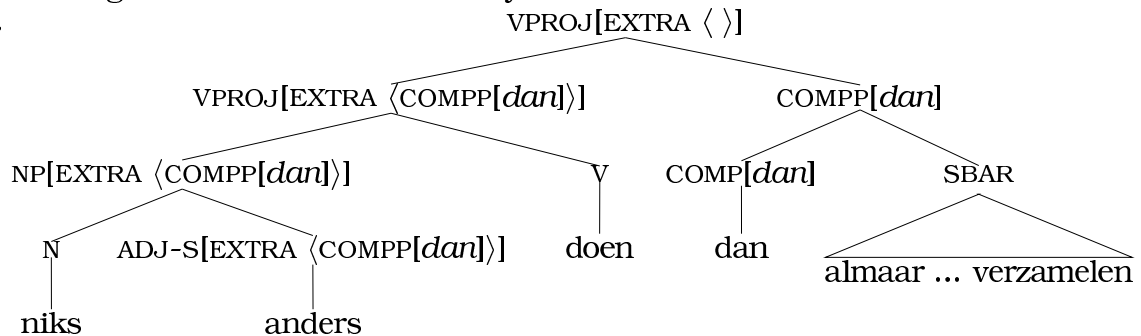 VPROJ[EXTRA ⟨ ⟩]
VPROJ[EXTRA ⟨COMPP[dan]⟩] COMPP[dan]
NP[EXTRA ⟨COMPP[dan]⟩] V COMP[dan] SBAR
N ADJ-S[EXTRA ⟨COMPP[dan]⟩] doen dan
almaar ... verzamelen
niks anders